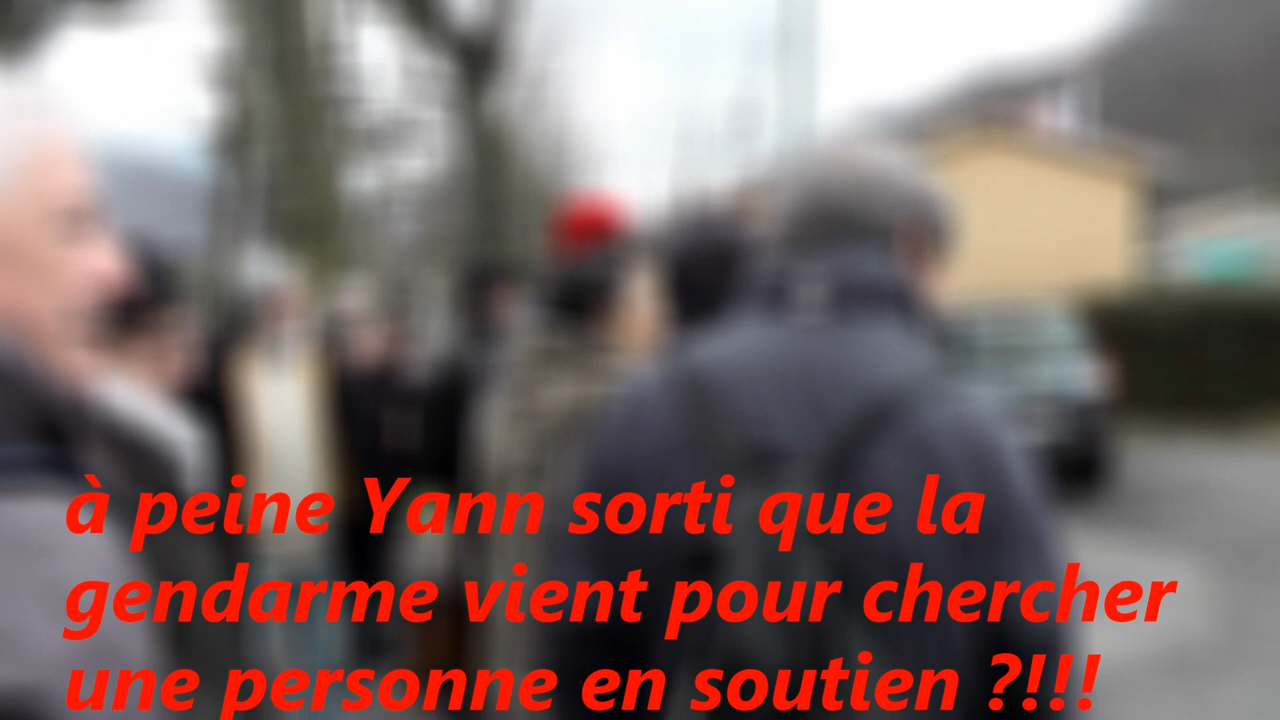 à peine Yann sorti que la
gendarme vient pour chercher
une personne en soutien ?!!!